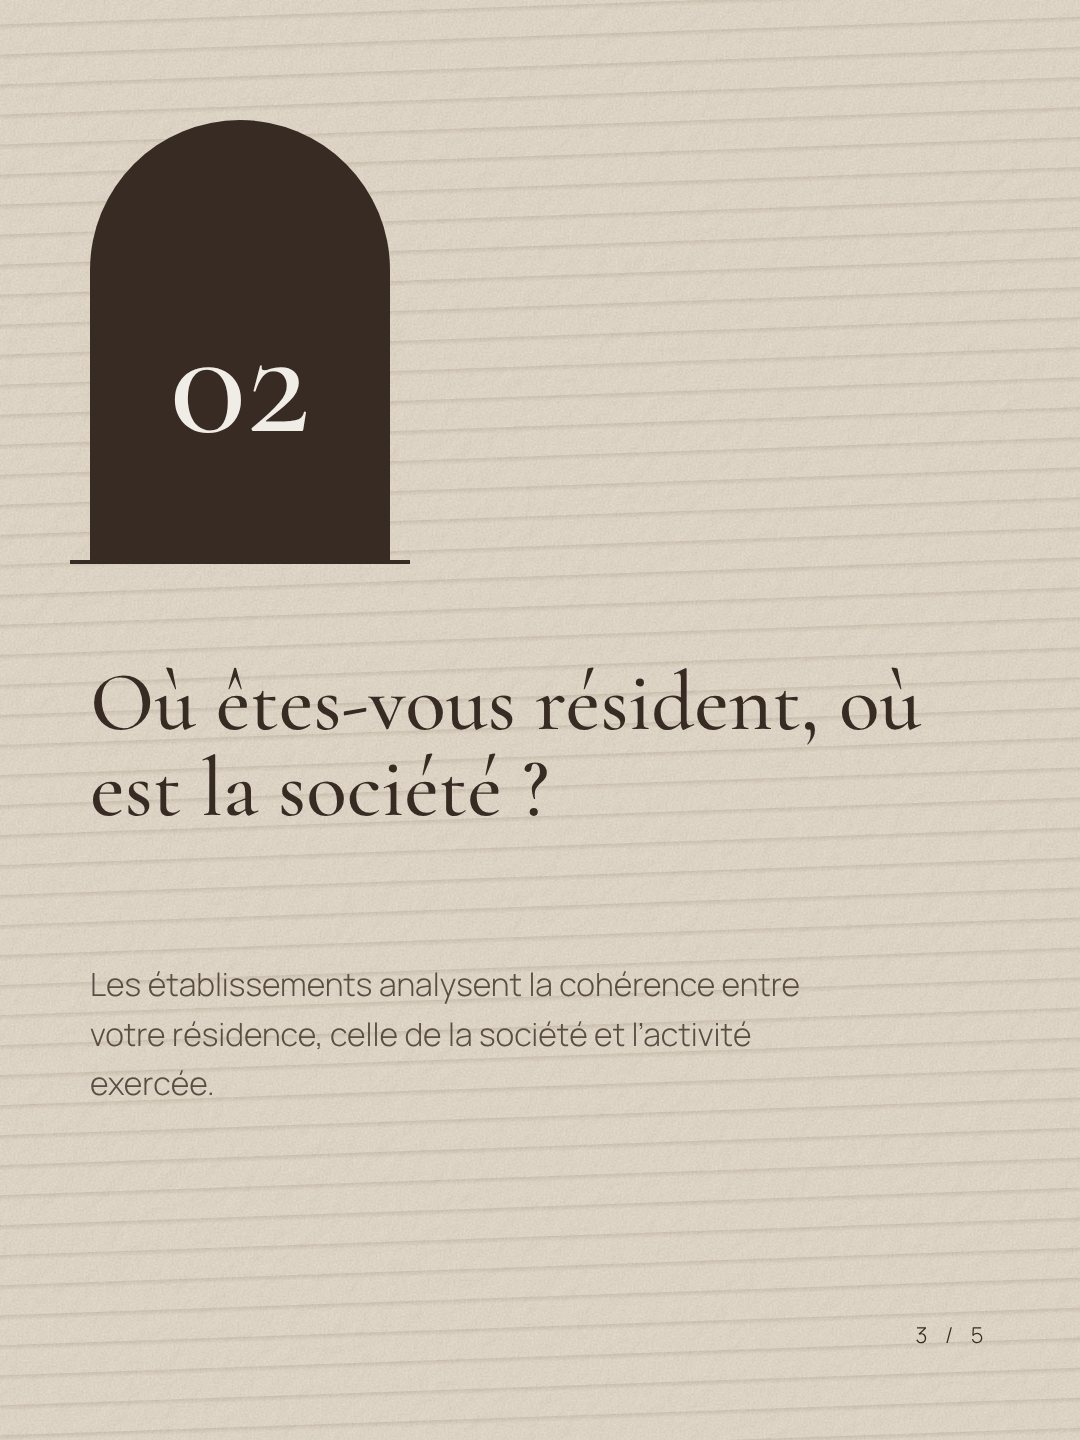 02
Où êtes-vous résident, où
est la société ?
Les établissements analysent la cohérence entre
votre résidence, celle de la société et l’activité
exercée.
3 / 5